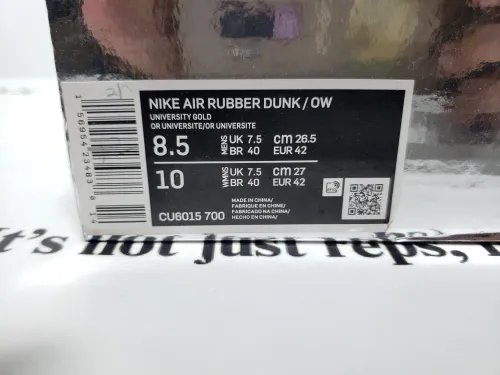 NIKE AIR RUBBER DUNK / OW
UNIVERSITY GOLD
OR UNIVERSITE/OR UNIVERSITE
8.5 MENS UK 7.5 cm 26.5
BR 40 EUR 42
10 WMNS UK 7.5 cm 27
BR 40 EUR 42
MADE IN CHINA/
FABRIQUE EN CHINE/
FABRICADO NA CHINA/
HECHO EN CHINA/
CU6015 700
It's not just reps,